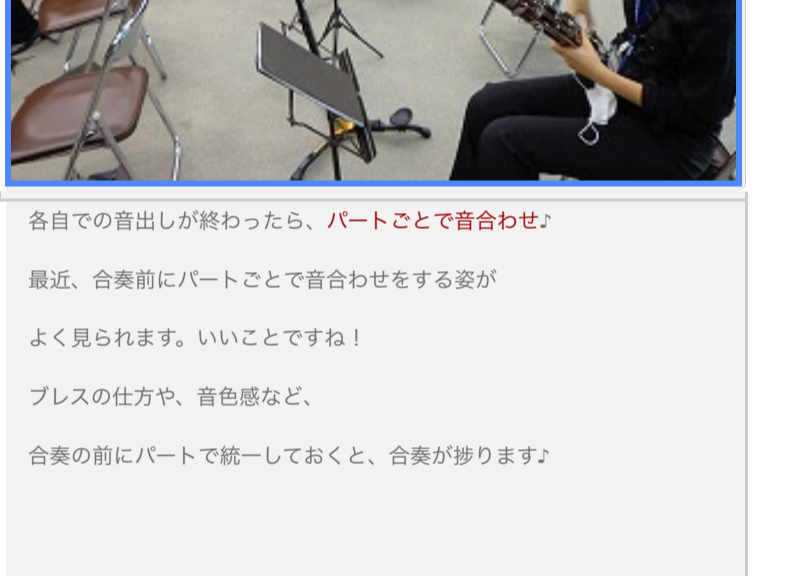 各自での音出しが終わったら、パートごとで音合わせ♪
最近、合奏前にパートごとで音合わせをする姿が
よく見られます。いいことですね！
ブレスの仕方や、音色感など、
合奏の前にパートで統一しておくと、合奏が捗ります♪